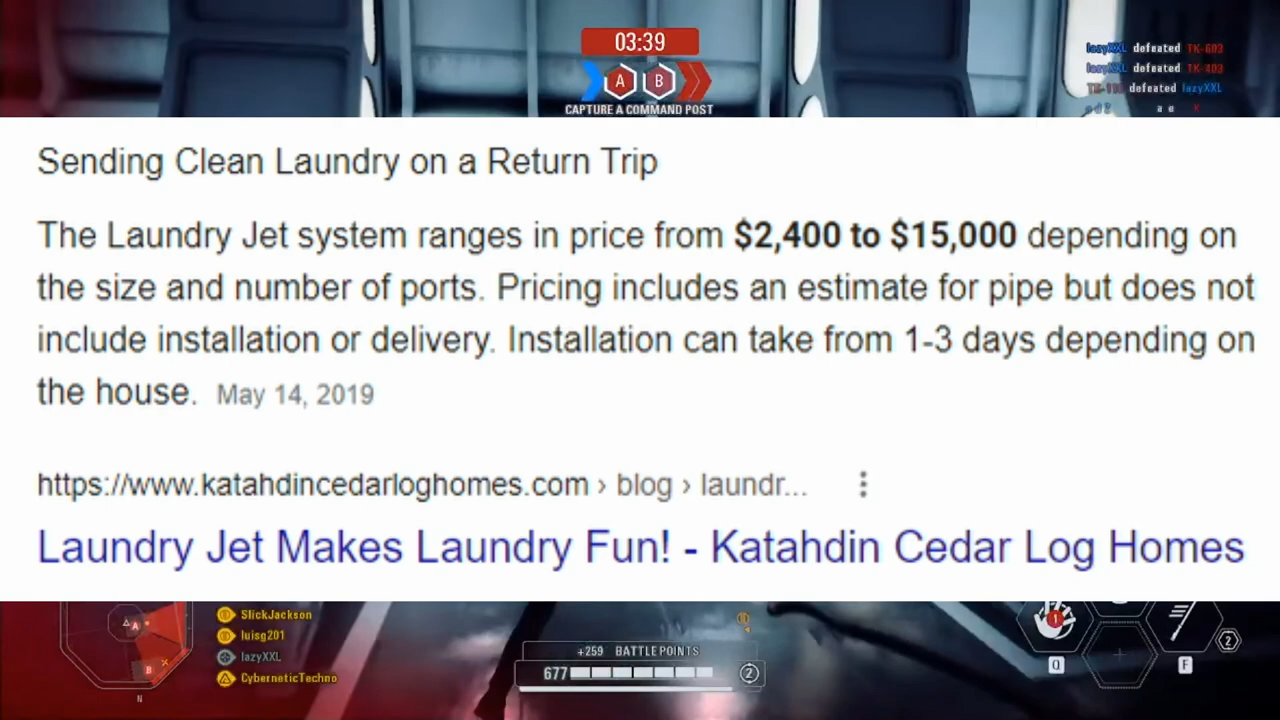 03:39
A B
CAPTURE A COMMAND POST
lazyXXL defeated TK-603
lazyXXL defeated TK-403
defeated lazyXXL
Sending Clean Laundry on a Return Trip
The Laundry Jet system ranges in price from $2,400 to $15,000 depending on
the size and number of ports. Pricing includes an estimate for pipe but does not
include installation or delivery. Installation can take from 1-3 days depending on
the house. May 14, 2019
https://www.katahdincedarloghomes.com › blog › laundr...
Laundry Jet Makes Laundry Fun! - Katahdin Cedar Log Homes
A
B
N
SlickJackson
luisg201
lazyXXL
CyberneticTechno
+259 BATTLE POINTS
677 2
1
2
Q F